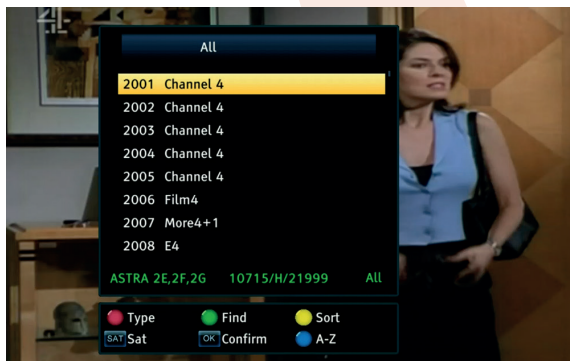 4
All
2001 Channel 4
2002 Channel 4
2003 Channel 4
2004 Channel 4
2005 Channel 4
2006 Film4
2007 More4+1
2008 E4
ASTRA 2E,2F,2G 10715/H/21999 All
Type Find Sort
SAT Sat OK Confirm A-Z